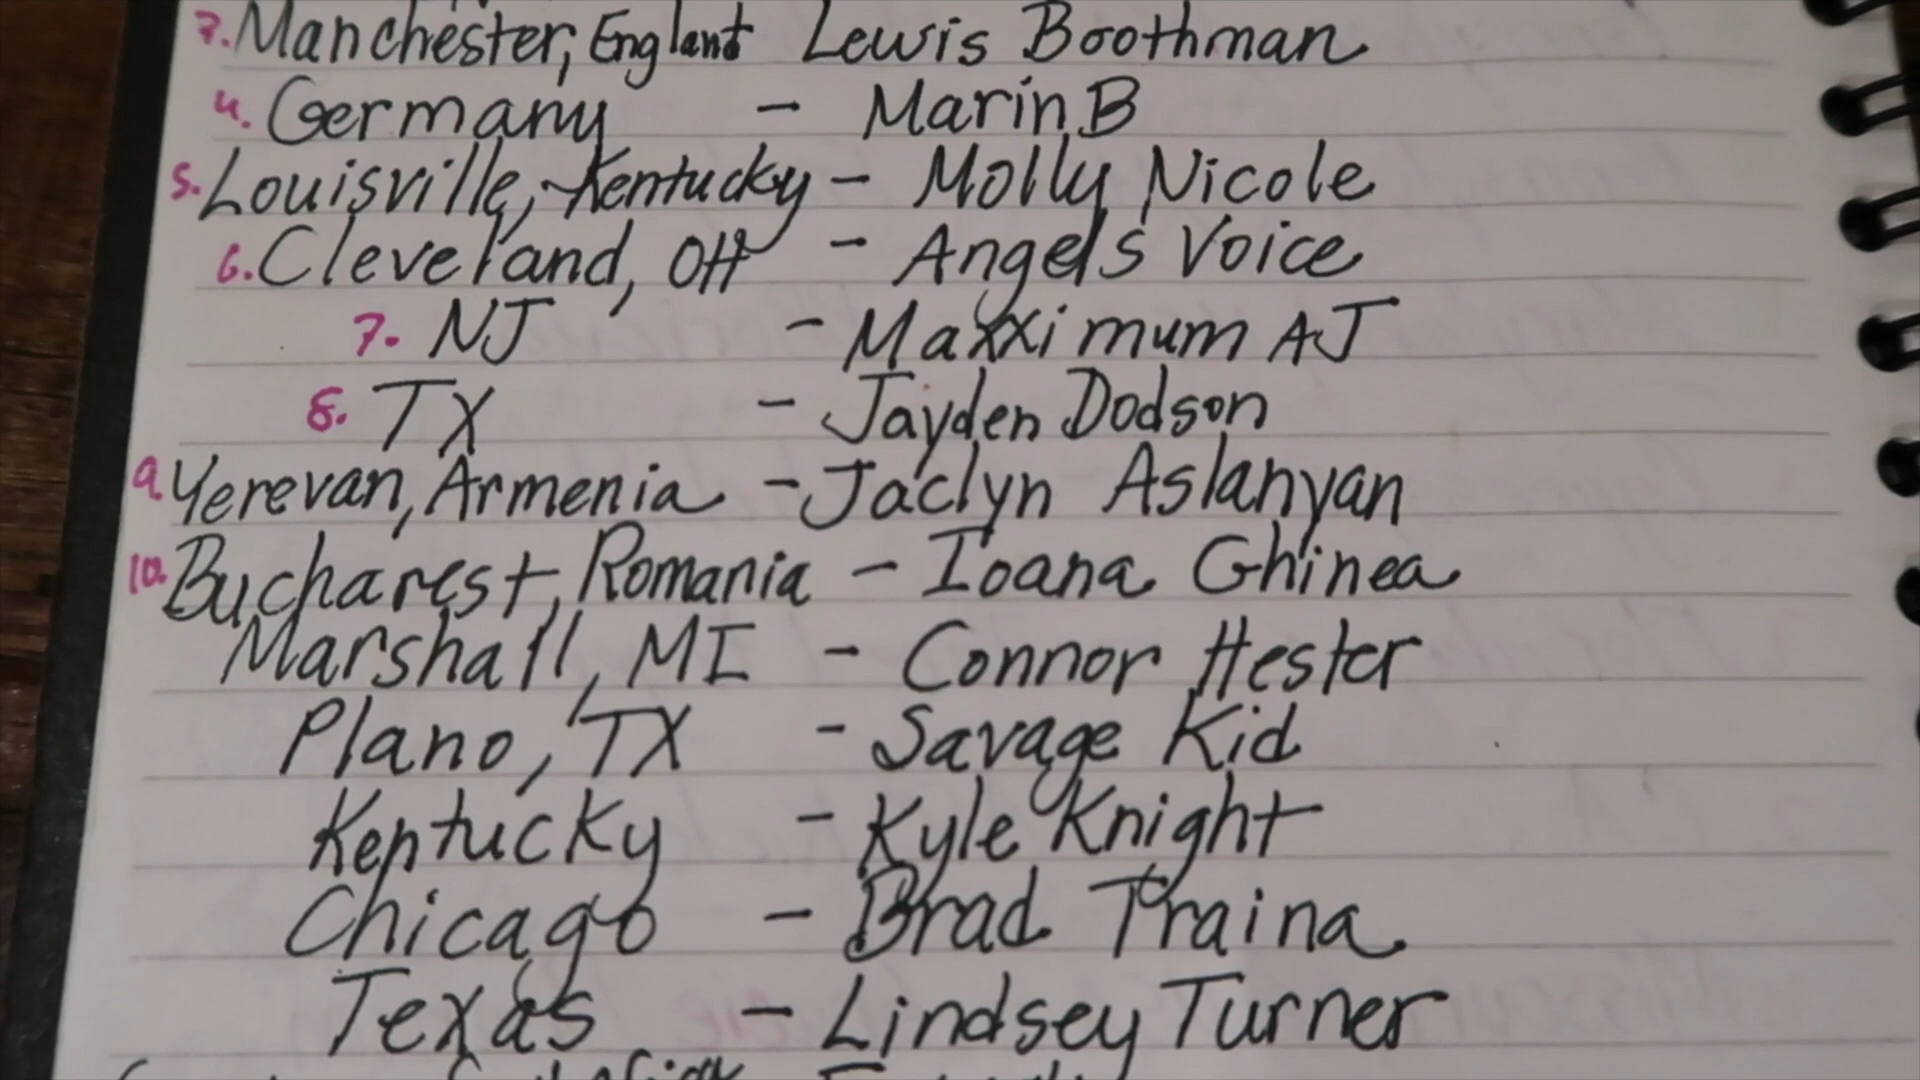 3. Manchester, England Lewis Boothman
4. Germany - Marin B
5. Louisville, Kentucky - Molly Nicole
6. Cleveland, OH - Angels Voice
7. NJ - Maxximum AJ
8. TX - Jayden Dodson
9. Yerevan, Armenia - Jaclyn Aslanyan
10. Bucharest, Romania - Ioana Ghinea
Marshall, MI - Connor Hester
Plano, TX - Savage Kid
Kentucky - Kyle Knight
Chicago - Brad Traina
Texas - Lindsey Turner